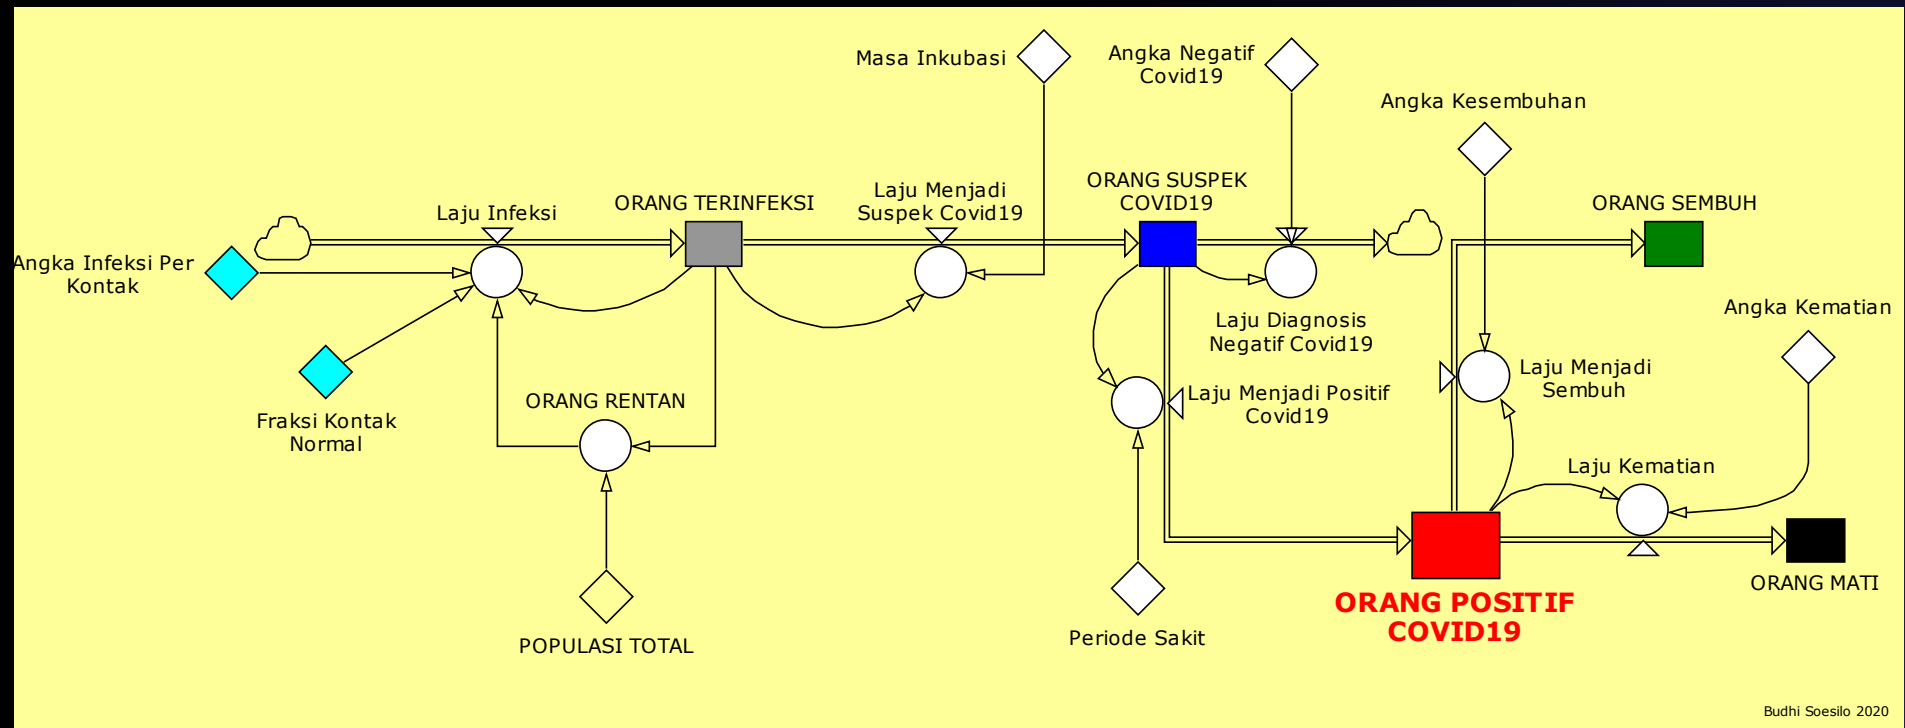 Masa Inkubasi
Angka Negatif
Covid19
Angka Kesembuhan
Laju Infeksi
ORANG TERINFEKSI
Laju Menjadi
Suspek Covid19
ORANG SUSPEK
COVID19
ORANG SEMBUH
Angka Infeksi Per
Kontak
Fraksi Kontak
Normal
ORANG RENTAN
Laju Diagnosis
Negatif Covid19
Angka Kematian
Laju Menjadi Positif
Covid19
Laju Menjadi
Sembuh
Laju Kematian
POPULASI TOTAL
Periode Sakit
ORANG POSITIF
COVID19
ORANG MATI
Budhi Soesilo 2020